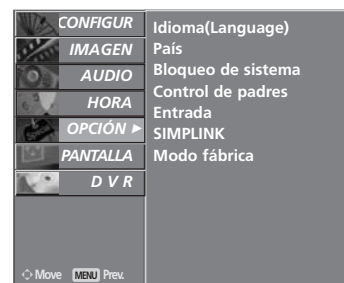 CONFIGUR
IMAGEN
AUDIO
HORA
OPCIÓN ►
PANTALLA
D V R
Idioma(Language)
País
Bloqueo de sistema
Control de padres
Entrada
SIMPLINK
Modo fábrica
Move MENU Prev.